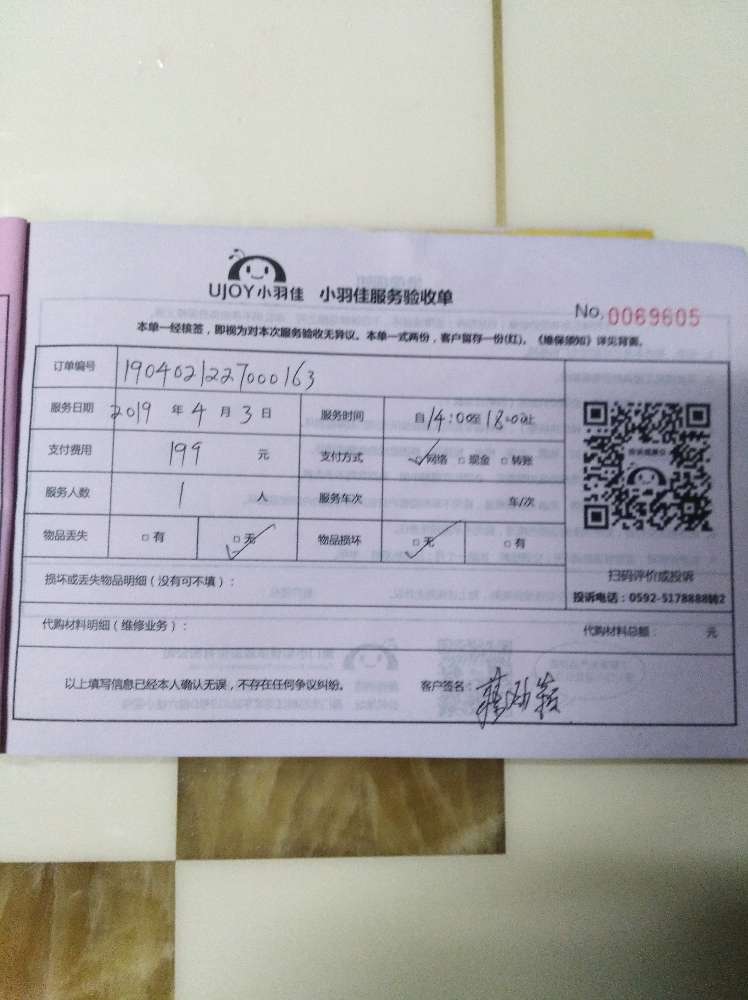 UJOY小羽佳 小羽佳服务验收单
No.0069605
本单一经核签，即视为对本次服务验收无异议。本单一式两份，客户留存一份(红)。《维保须知》详见背面。
订单编号 1904021227000163
服务日期 2019 年 4 月 3 日 服务时间 自14:00至18:00止
支付费用 199 元 支付方式 ☑网络 □现金 □转账
服务人数 1 人 服务车次 车/次
物品丢失 □有 ☑无 物品损坏 ☑无 □有
扫码评价或投诉
损坏或丢失物品明细（没有可不填）：
投诉电话：0592-5178888转2
代购材料明细（维修业务）： 代购材料总额： 元
以上填写信息已经本人确认无误，不存在任何争议纠纷。 客户签名：